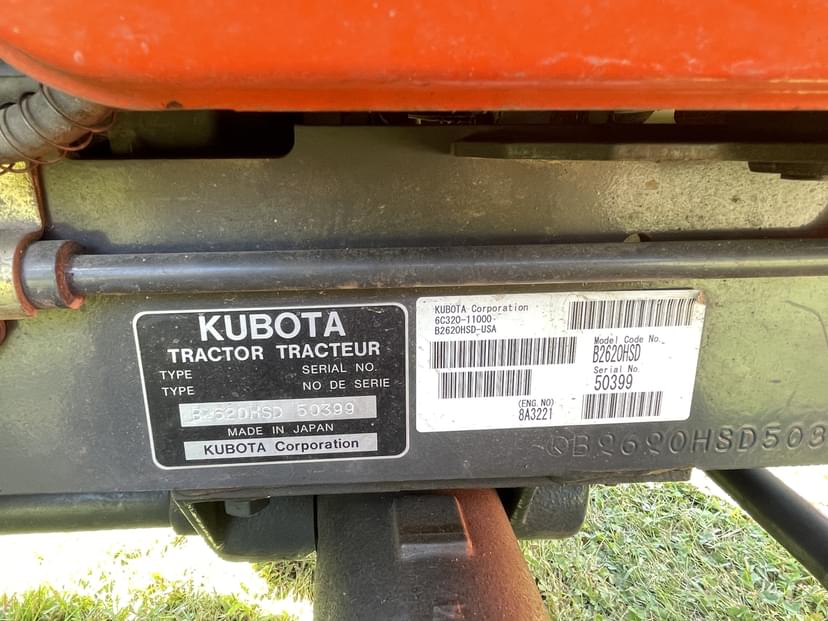 KUBOTA
TRACTOR TRACTEUR
TYPE SERIAL NO.
TYPE NO DE SERIE
B2620HSD 50399
MADE IN JAPAN
KUBOTA Corporation
KUBOTA Corporation
6C320-11000-
B2620HSD-USA
Model Code No.
B2620HSD
Serial No.
50399
(ENG.NO)
8A3221
B2620HSD503